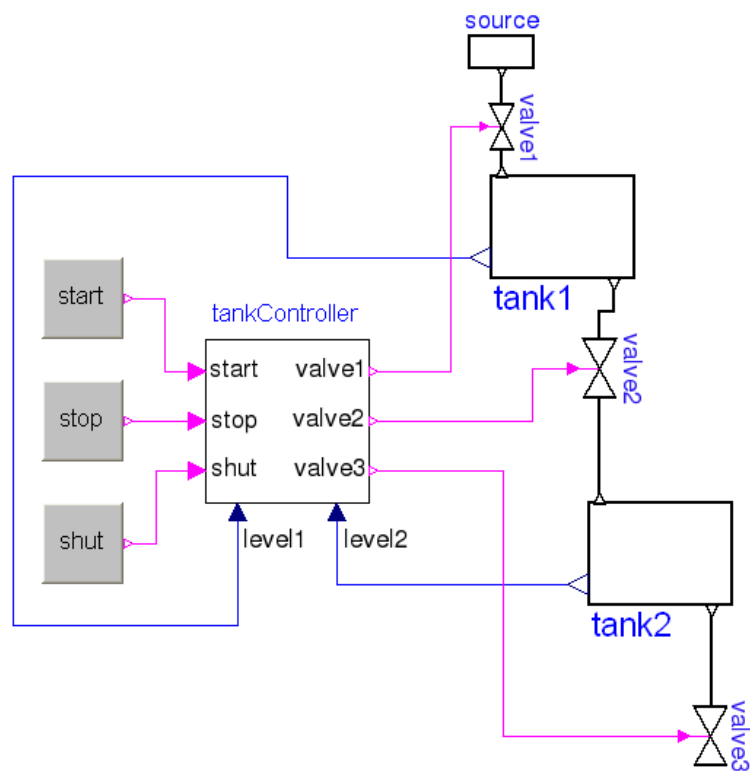 source
valve1
tank1
start
tankController
start valve1
valve2
stop
stop valve2
shut valve3
shut
level1 level2
tank2
valve3